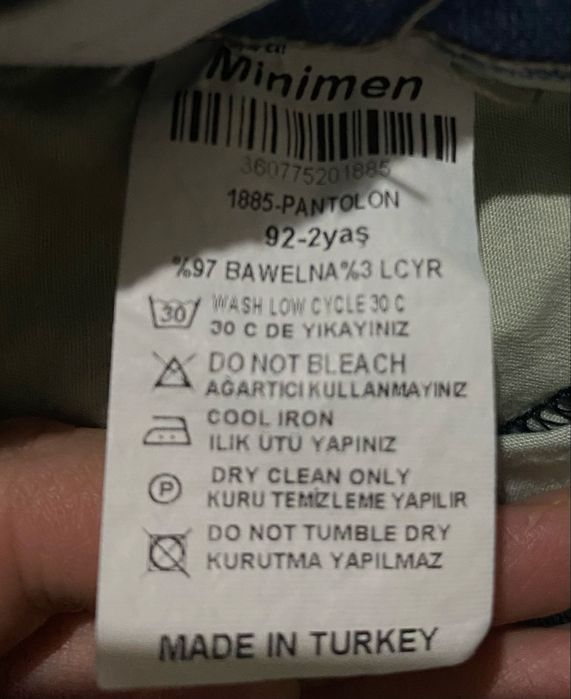 Minimen
360775201885
1885-PANTOLON
92-2yaş
%97 BAWELNA%3 LCYR
30 WASH LOW CYCLE 30 C
30 C DE YIKAYINIZ
DO NOT BLEACH
AĞARTICI KULLANMAYINIZ
COOL IRON
ILIK ÜTÜ YAPINIZ
P DRY CLEAN ONLY
KURU TEMİZLEME YAPILIR
DO NOT TUMBLE DRY
KURUTMA YAPILMAZ
MADE IN TURKEY